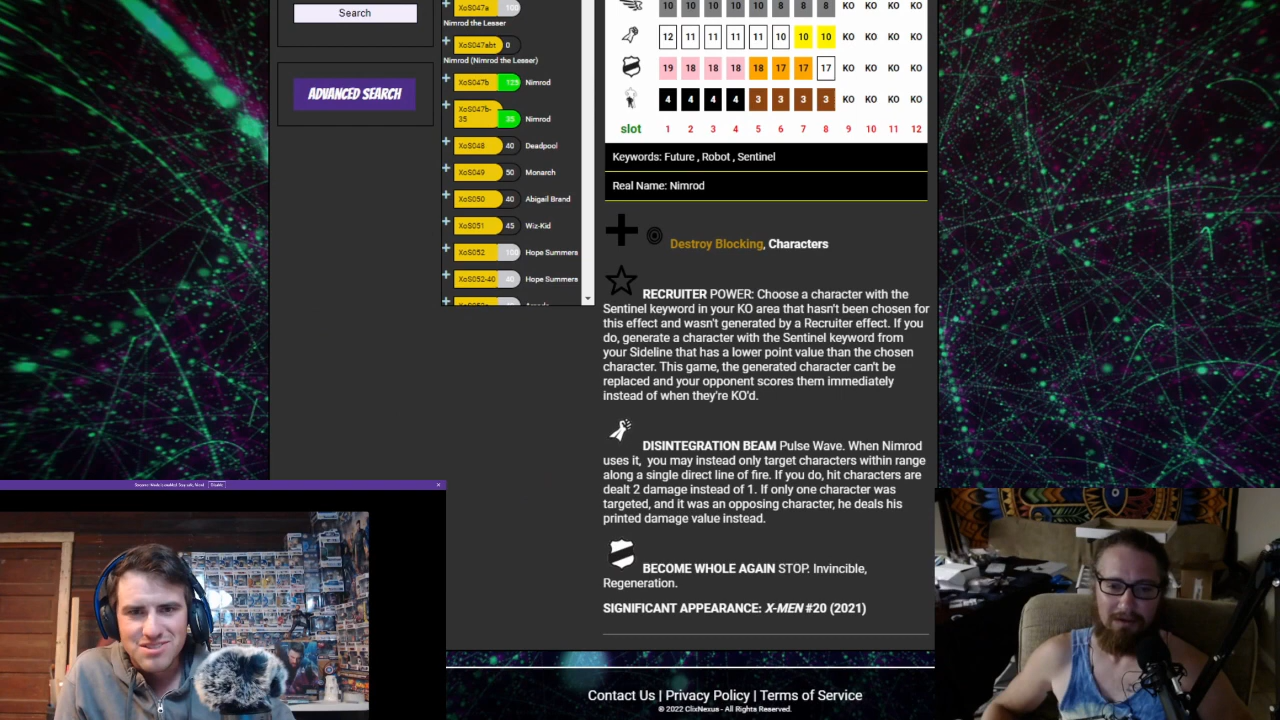 Search
ADVANCED SEARCH
XoS047a 100
Nimrod the Lesser
XoS047abt 0
Nimrod (Nimrod the Lesser)
XoS047b 125 Nimrod
XoS047b-
35 35 Nimrod
XoS048 40 Deadpool
XoS049 50 Monarch
XoS050 40 Abigail Brand
XoS051 45 Wiz-Kid
XoS052 100 Hope Summers
XoS052-40 40 Hope Summers
10 10 10 10 10 8 8 8 KO KO KO KO
12 11 11 11 11 10 10 10 KO KO KO KO
19 18 18 18 18 17 17 17 KO KO KO KO
4 4 4 4 3 3 3 3 KO KO KO KO
slot 1 2 3 4 5 6 7 8 9 10 11 12
Keywords: Future , Robot , Sentinel
Real Name: Nimrod
Destroy Blocking, Characters
RECRUITER POWER: Choose a character with the
Sentinel keyword in your KO area that hasn't been chosen for
this effect and wasn't generated by a Recruiter effect. If you
do, generate a character with the Sentinel keyword from
your Sideline that has a lower point value than the chosen
character. This game, the generated character can't be
replaced and your opponent scores them immediately
instead of when they're KO'd.
DISINTEGRATION BEAM Pulse Wave. When Nimrod
uses it, you may instead only target characters within range
along a single direct line of fire. If you do, hit characters are
dealt 2 damage instead of 1. If only one character was
targeted, and it was an opposing character, he deals his
printed damage value instead.
BECOME WHOLE AGAIN STOP. Invincible,
Regeneration.
SIGNIFICANT APPEARANCE: X-MEN #20 (2021)
Contact Us | Privacy Policy | Terms of Service
© 2022 ClixNexus - All Rights Reserved.